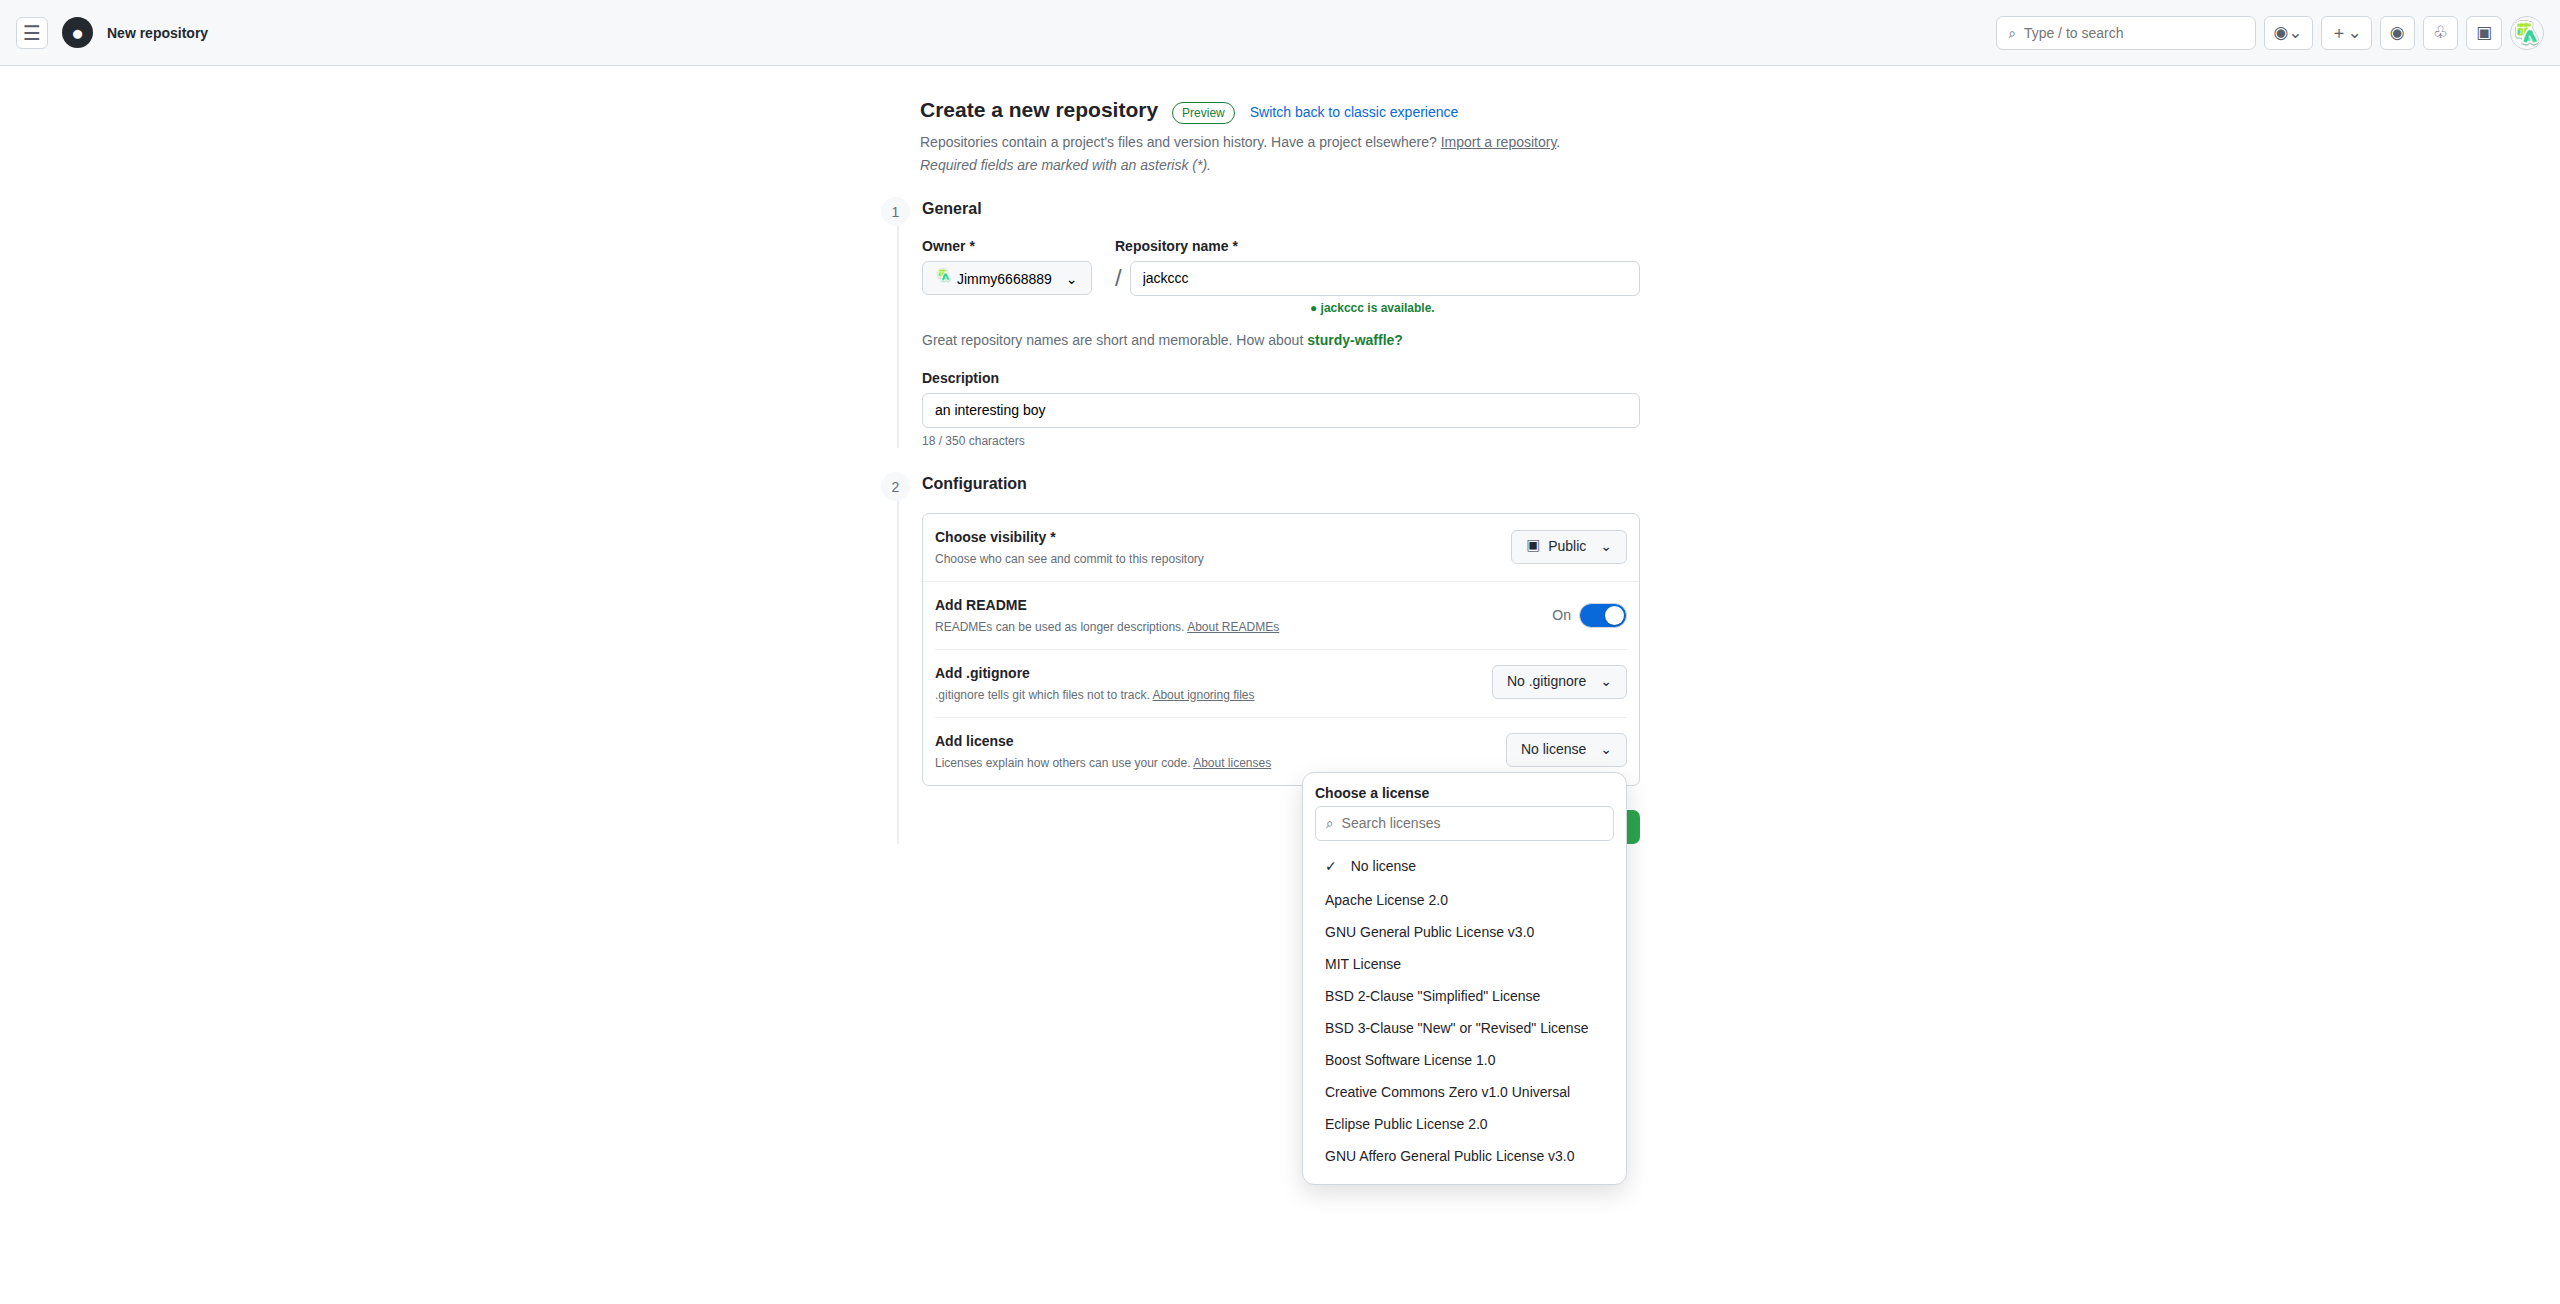 New repository
Type / to search
Create a new repository Preview Switch back to classic experience
Repositories contain a project's files and version history. Have a project elsewhere? Import a repository.
Required fields are marked with an asterisk (*).
1 General
Owner * Repository name *
Jimmy6668889 / jackccc
● jackccc is available.
Great repository names are short and memorable. How about sturdy-waffle?
Description
an interesting boy
18 / 350 characters
2 Configuration
Choose visibility *
Choose who can see and commit to this repository
Public
Add README
READMEs can be used as longer descriptions. About READMEs
On
Add .gitignore
.gitignore tells git which files not to track. About ignoring files
No .gitignore
Add license
Licenses explain how others can use your code. About licenses
No license
Choose a license
Search licenses
✓ No license
Apache License 2.0
GNU General Public License v3.0
MIT License
BSD 2-Clause "Simplified" License
BSD 3-Clause "New" or "Revised" License
Boost Software License 1.0
Creative Commons Zero v1.0 Universal
Eclipse Public License 2.0
GNU Affero General Public License v3.0